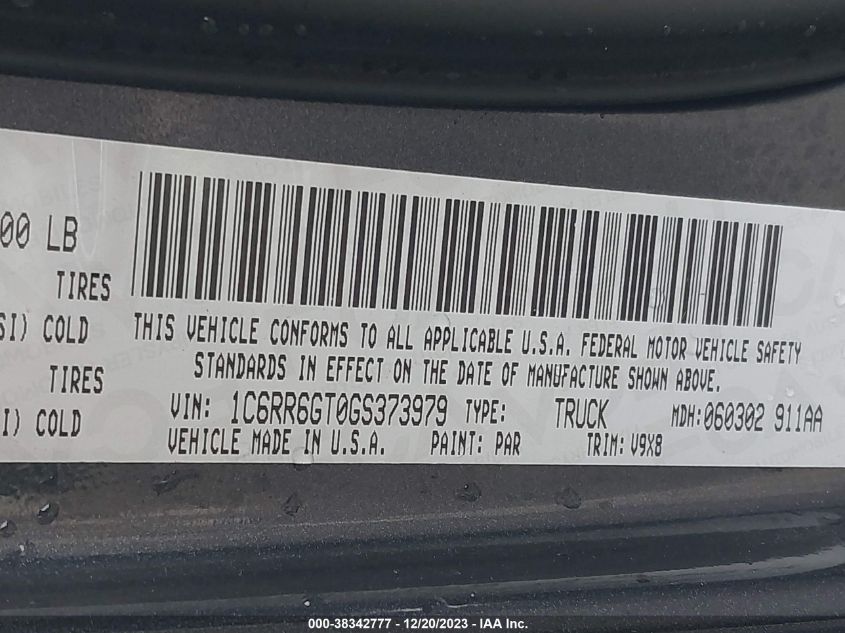 00 LB
TIRES
SI) COLD
TIRES
I) COLD
THIS VEHICLE CONFORMS TO ALL APPLICABLE U.S.A. FEDERAL MOTOR VEHICLE SAFETY
STANDARDS IN EFFECT ON THE DATE OF MANUFACTURE SHOWN ABOVE.
VIN: 1C6RR6GT0GS373979 TYPE: TRUCK MDH:060302 911AA
VEHICLE MADE IN U.S.A. PAINT: PAR TRIM: V9X8
000-38342777 - 12/20/2023 - IAA Inc.